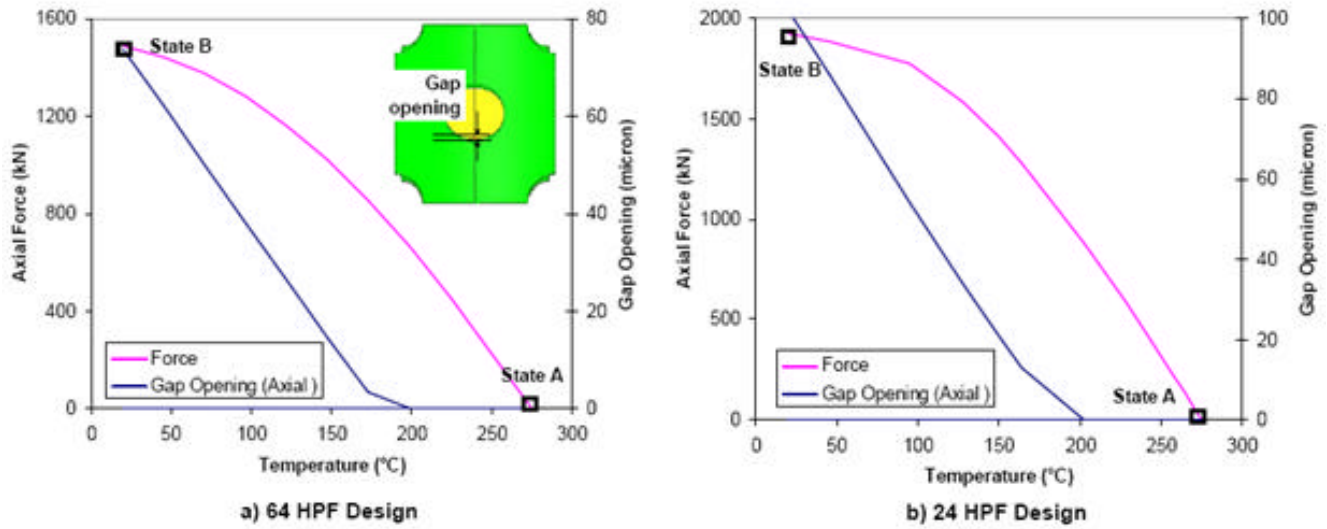 1600
1200
800
400
0
Axial Force (kN)
80
60
40
20
0
Gap Opening (micron)
State B
Gap
opening
Force
Gap Opening (Axial )
State A
0 50 100 150 200 250 300
Temperature (°C)
a) 64 HPF Design
2000
1500
1000
500
0
Axial Force (kN)
100
80
60
40
20
0
Gap Opening (micron)
State B
Force
Gap Opening (Axial )
State A
0 50 100 150 200 250 300
Temperature (°C)
b) 24 HPF Design